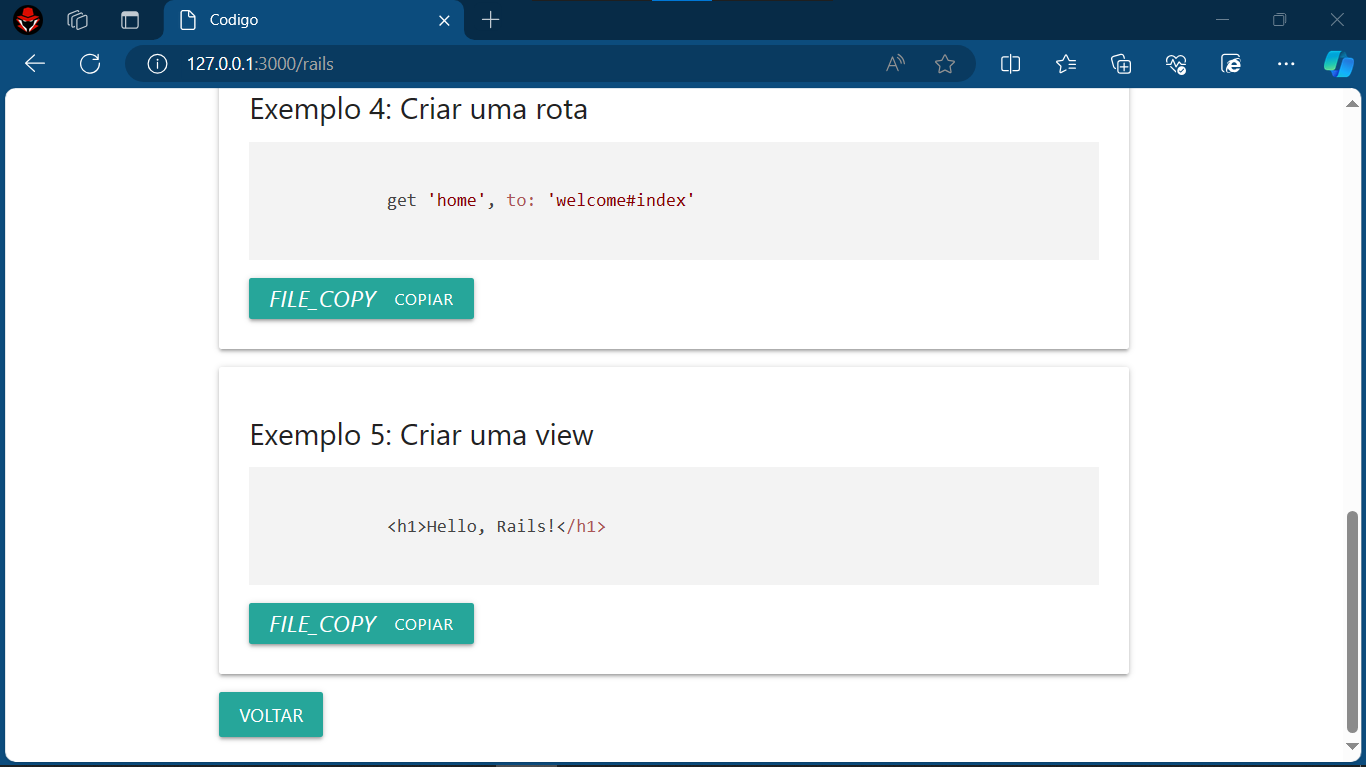 Codigo
127.0.0.1:3000/rails
Exemplo 4: Criar uma rota
get 'home', to: 'welcome#index'
FILE_COPY COPIAR
Exemplo 5: Criar uma view
<h1>Hello, Rails!</h1>
FILE_COPY COPIAR
VOLTAR